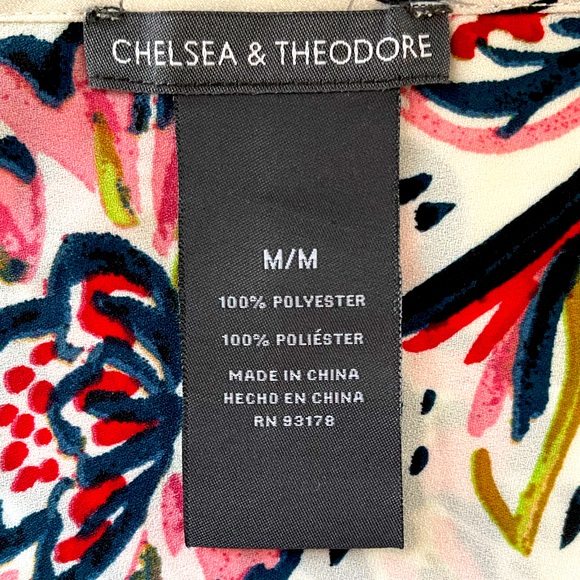 CHELSEA & THEODORE
M/M
100% POLYESTER
100% POLIÉSTER
MADE IN CHINA
HECHO EN CHINA
RN 93178